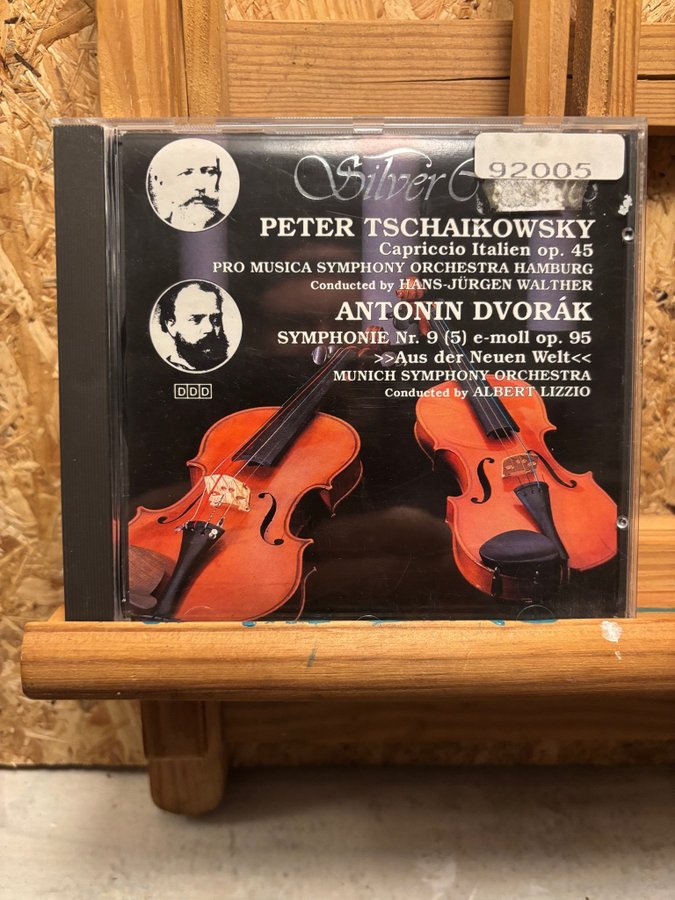 92005
Silver
PETER TSCHAIKOWSKY
Capriccio Italien op. 45
PRO MUSICA SYMPHONY ORCHESTRA HAMBURG
Conducted by HANS-JÜRGEN WALTHER
ANTONIN DVORÁK
SYMPHONIE Nr. 9 (5) e-moll op. 95
>>Aus der Neuen Welt<<
MUNICH SYMPHONY ORCHESTRA
Conducted by ALBERT LIZZIO
DDD